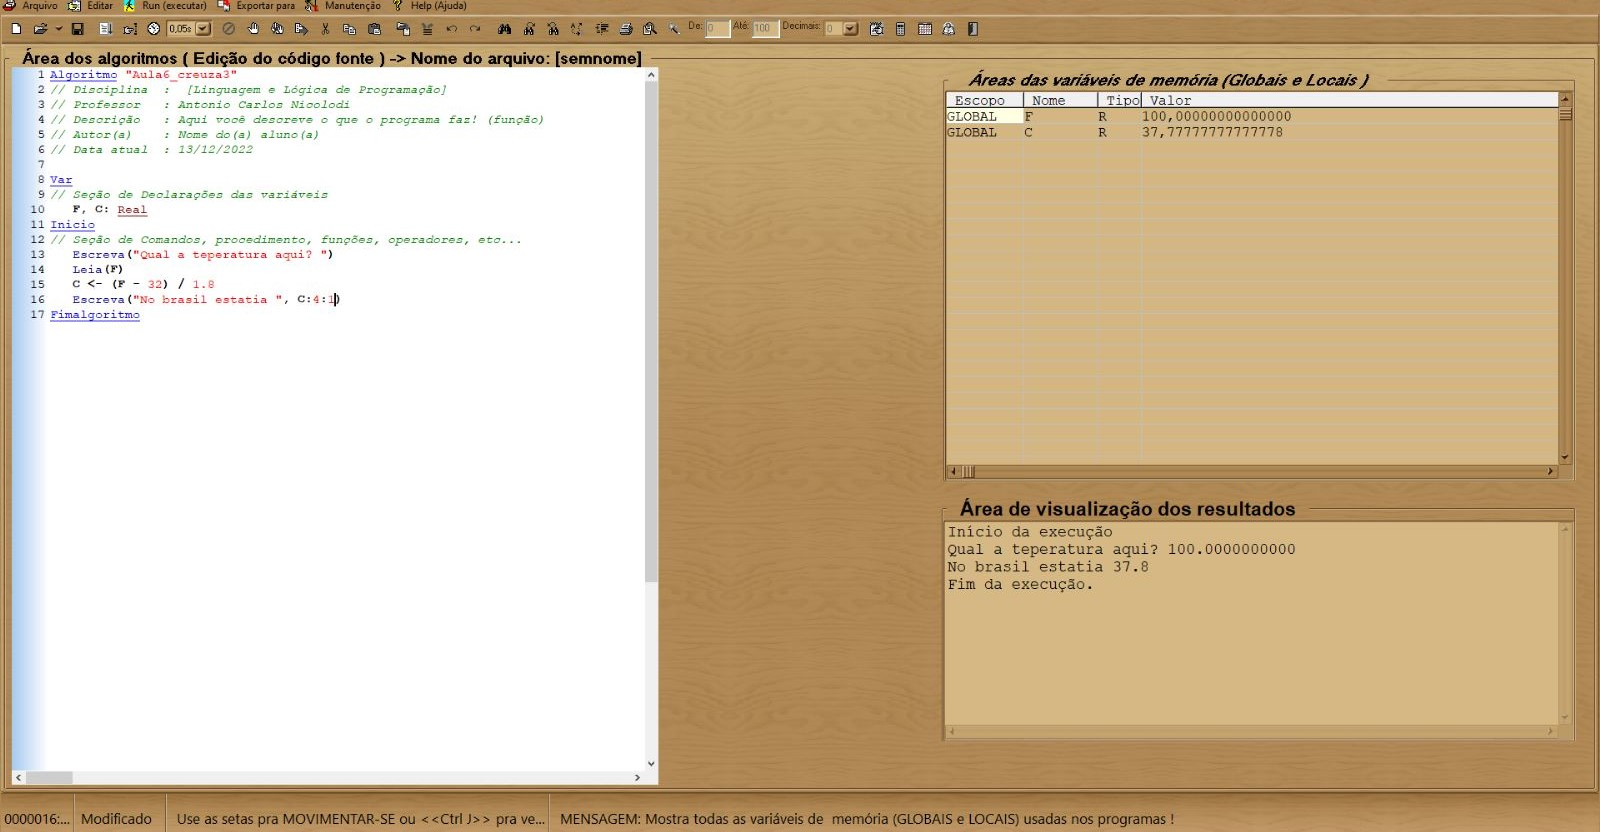 Arquivo Editar Run (executar) Exportar para Manutenção Help (Ajuda)
0,05s De: 0 Até: 100 Decimais: 0
Área dos algoritmos ( Edição do código fonte ) -> Nome do arquivo: [semnome]
1 Algoritmo "Aula6_creuza3"
2 // Disciplina : [Linguagem e Lógica de Programação]
3 // Professor : Antonio Carlos Nicolodi
4 // Descrição : Aqui você descreve o que o programa faz! (função)
5 // Autor(a) : Nome do(a) aluno(a)
6 // Data atual : 13/12/2022
7
8 Var
9 // Seção de Declarações das variáveis
10 F, C: Real
11 Inicio
12 // Seção de Comandos, procedimento, funções, operadores, etc...
13 Escreva("Qual a teperatura aqui? ")
14 Leia(F)
15 C <- (F - 32) / 1.8
16 Escreva("No brasil estatia ", C:4:1)
17 Fimalgoritmo
Áreas das variáveis de memória (Globais e Locais )
Escopo Nome Tipo Valor
GLOBAL F R 100,00000000000000
GLOBAL C R 37,77777777777778
Área de visualização dos resultados
Início da execução
Qual a teperatura aqui? 100.0000000000
No brasil estatia 37.8
Fim da execução.
0000016:... Modificado Use as setas pra MOVIMENTAR-SE ou <<Ctrl J>> pra ve... MENSAGEM: Mostra todas as variáveis de memória (GLOBAIS e LOCAIS) usadas nos programas !